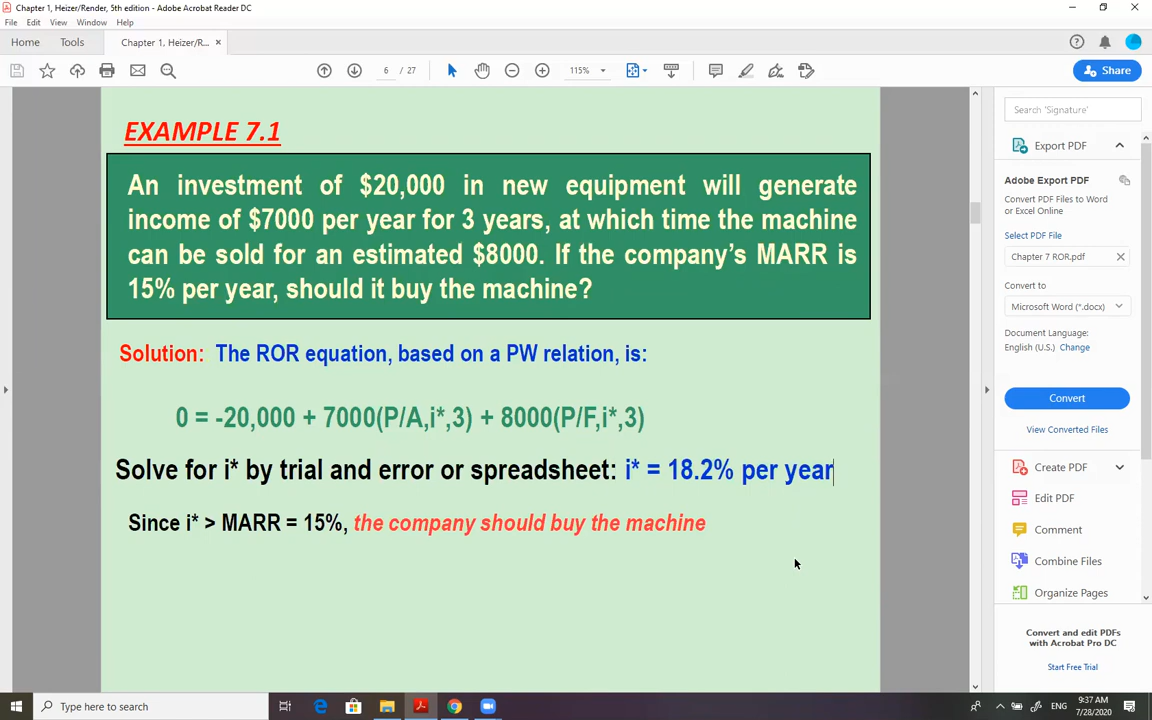 Chapter 1, Heizer/Render, 5th edition - Adobe Acrobat Reader DC
File Edit View Window Help
Home Tools Chapter 1, Heizer/R... ×
6 / 27 115% Share
EXAMPLE 7.1
An investment of $20,000 in new equipment will generate
income of $7000 per year for 3 years, at which time the machine
can be sold for an estimated $8000. If the company’s MARR is
15% per year, should it buy the machine?
Solution: The ROR equation, based on a PW relation, is:
0 = -20,000 + 7000(P/A,i*,3) + 8000(P/F,i*,3)
Solve for i* by trial and error or spreadsheet: i* = 18.2% per year
Since i* > MARR = 15%, the company should buy the machine
Search 'Signature'
Export PDF
Adobe Export PDF
Convert PDF Files to Word
or Excel Online
Select PDF File
Chapter 7 ROR.pdf
Convert to
Microsoft Word (*.docx)
Document Language:
English (U.S.) Change
Convert
View Converted Files
Create PDF
Edit PDF
Comment
Combine Files
Organize Pages
Convert and edit PDFs
with Acrobat Pro DC
Start Free Trial
Type here to search
ENG
9:37 AM
7/28/2020